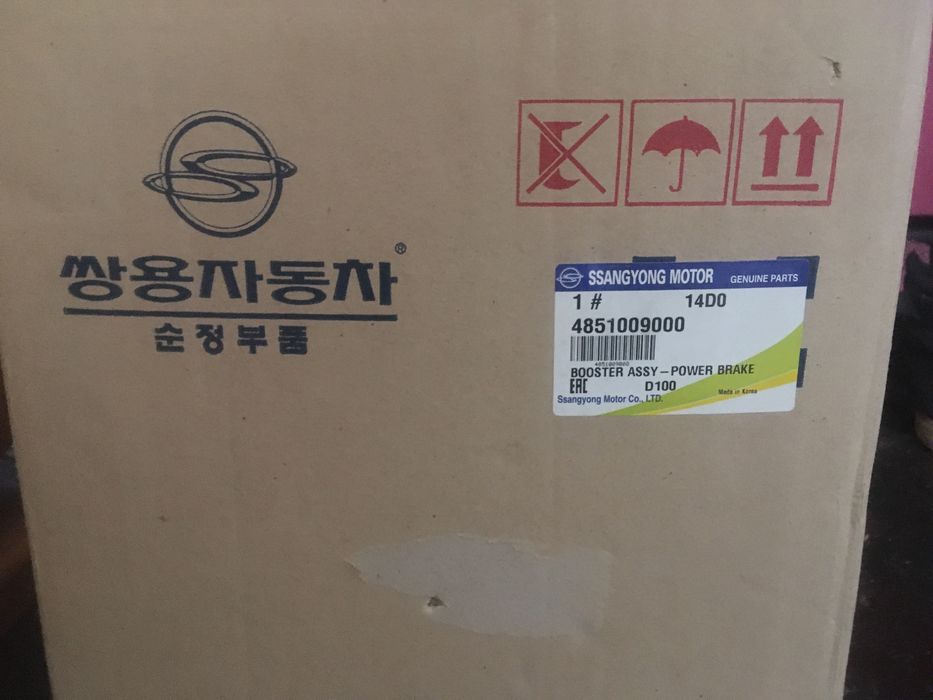 쌍용자동차®
순정부품
SSANGYONG MOTOR GENUINE PARTS
1 # 14D0
4851009000
4851009000
BOOSTER ASSY-POWER BRAKE
EAC D100 Made in Korea
Ssangyong Motor Co., LTD.